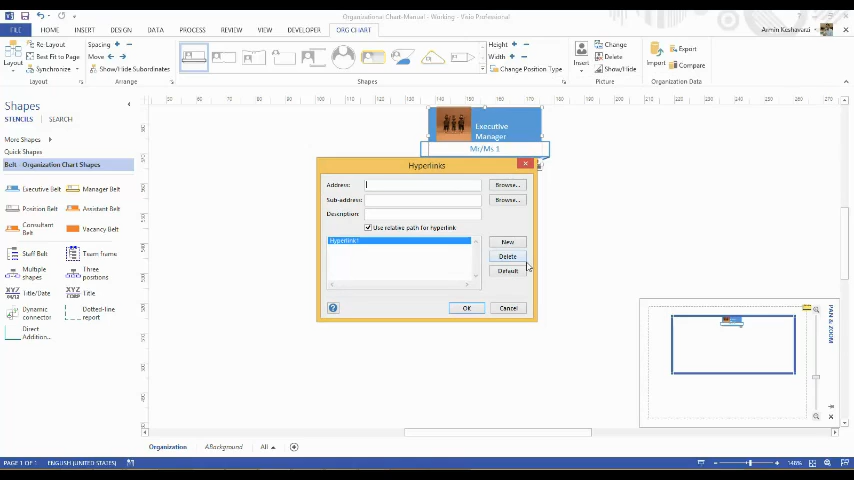 Organizational Chart-Manual - Working - Visio Professional
FILE HOME INSERT DESIGN DATA PROCESS REVIEW VIEW DEVELOPER ORG CHART Armin Keshavarzi
Layout
Re-Layout
Best Fit to Page
Synchronize
Layout
Spacing
Move
Show/Hide Subordinates
Arrange
Shapes
Height
Width
Change Position Type
Insert
Change
Delete
Show/Hide
Picture
Import
Export
Compare
Organization Data
Shapes
STENCILS SEARCH
More Shapes
Quick Shapes
Belt - Organization Chart Shapes
Executive Belt Manager Belt
Position Belt Assistant Belt
Consultant Belt Vacancy Belt
Staff Belt Team frame
Multiple shapes Three positions
Title/Date Title
Dynamic connector Dotted-line report
Direct Addition...
Executive
Manager
Mr/Ms 1
Hyperlinks
Address: Browse...
Sub-address: Browse...
Description:
Use relative path for hyperlink
Hyperlink1
New
Delete
Default
OK Cancel
PAN & ZOOM
Organization ABackground All
PAGE 1 OF 1 ENGLISH (UNITED STATES) 148%